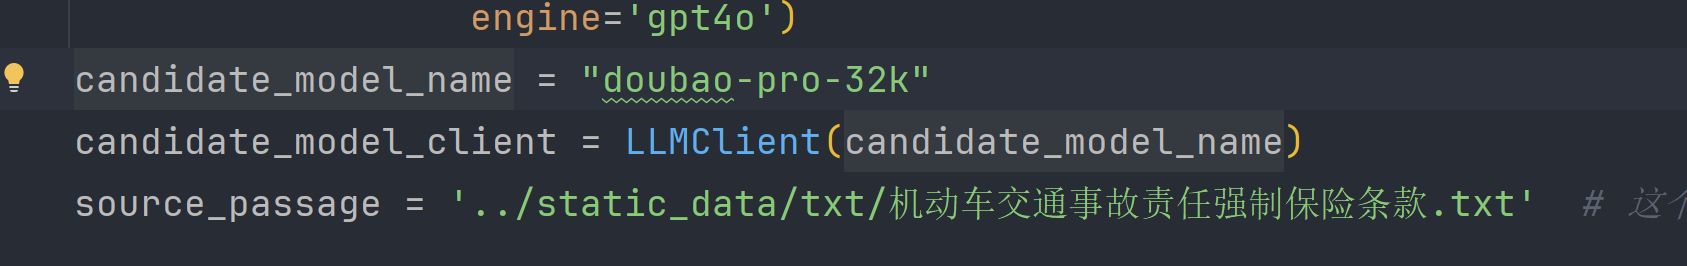 engine='gpt4o')
candidate_model_name = "doubao-pro-32k"
candidate_model_client = LLMClient(candidate_model_name)
source_passage = '../static_data/txt/机动车交通事故责任强制保险条款.txt'  # 这个